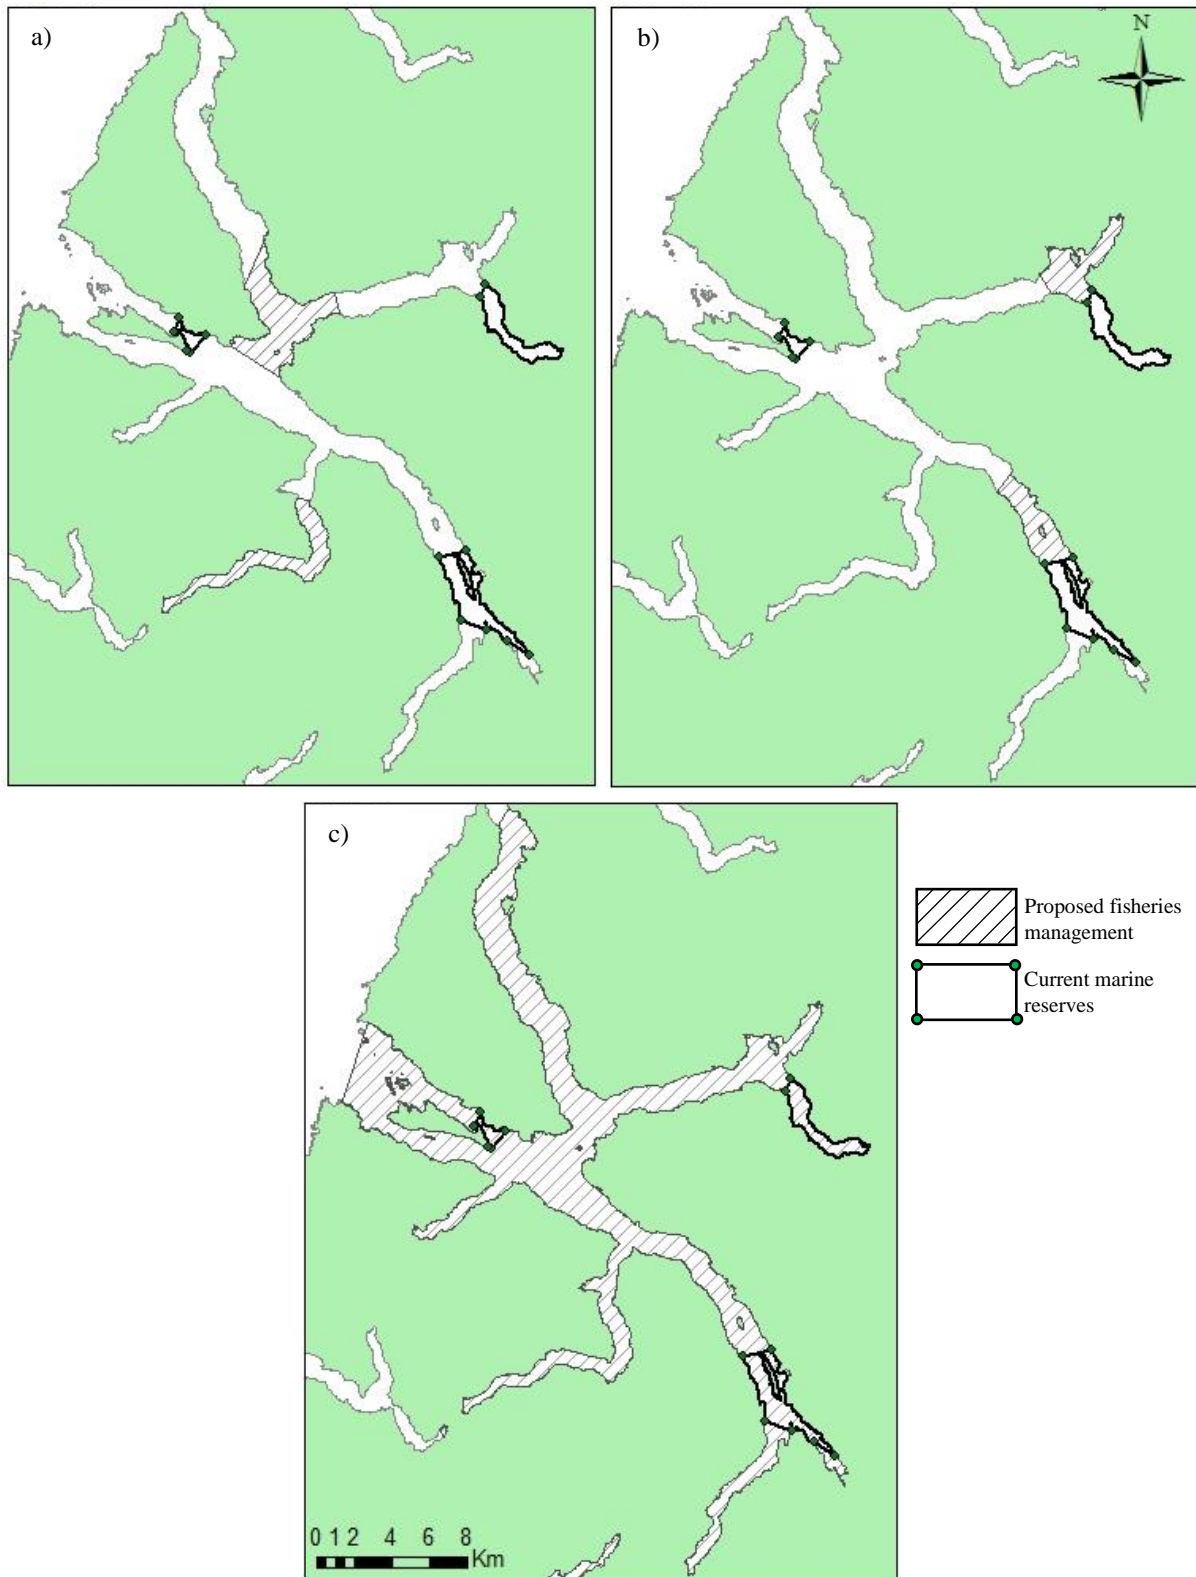 a)
b)
N
c)
Proposed fisheries
management
Current marine
reserves
0 1 2 4 6 8
Km